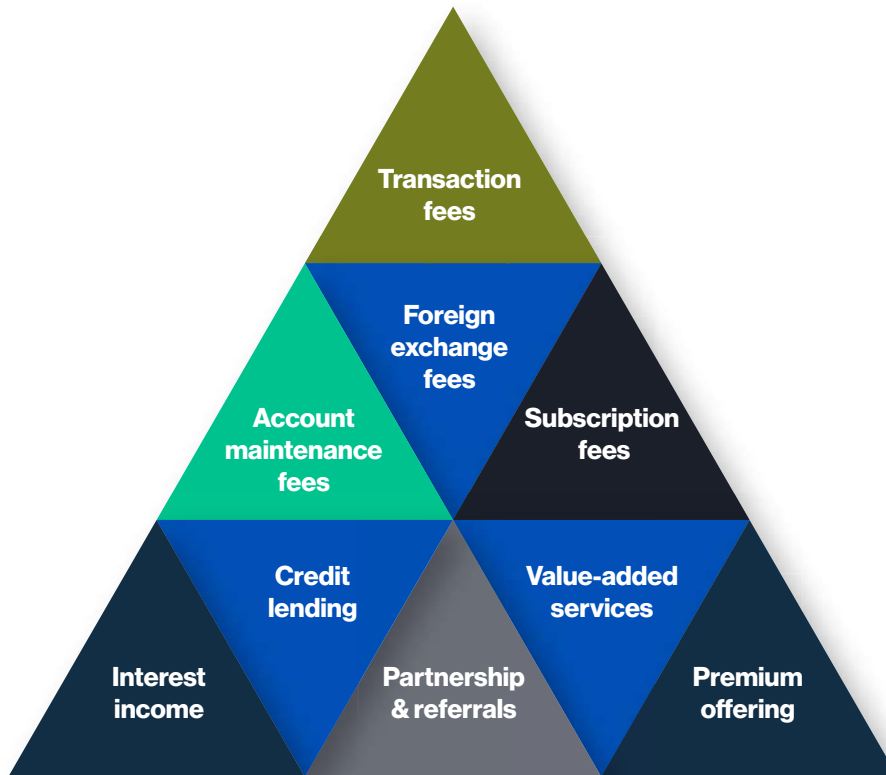 Transaction
fees
Foreign
exchange
fees
Account
maintenance
fees
Subscription
fees
Credit
lending
Value-added
services
Interest
income
Partnership
& referrals
Premium
offering